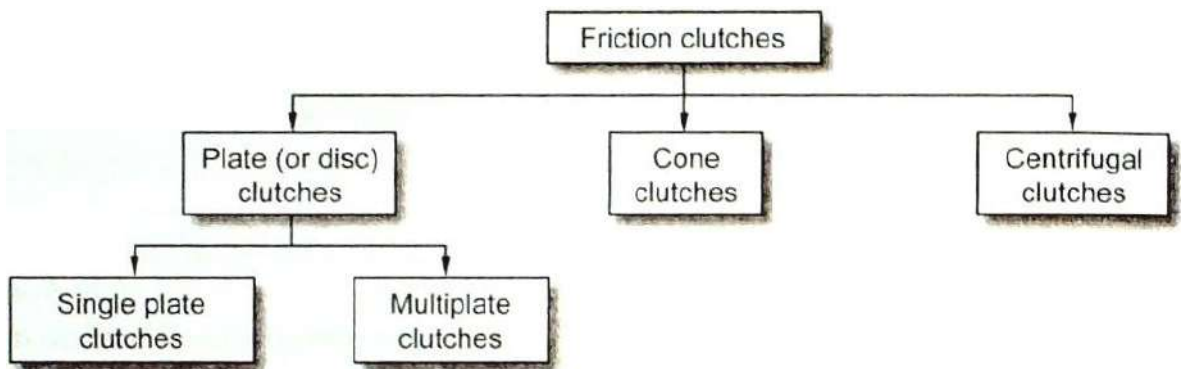 Friction clutches
Plate (or disc)
clutches
Cone
clutches
Centrifugal
clutches
Single plate
clutches
Multiplate
clutches